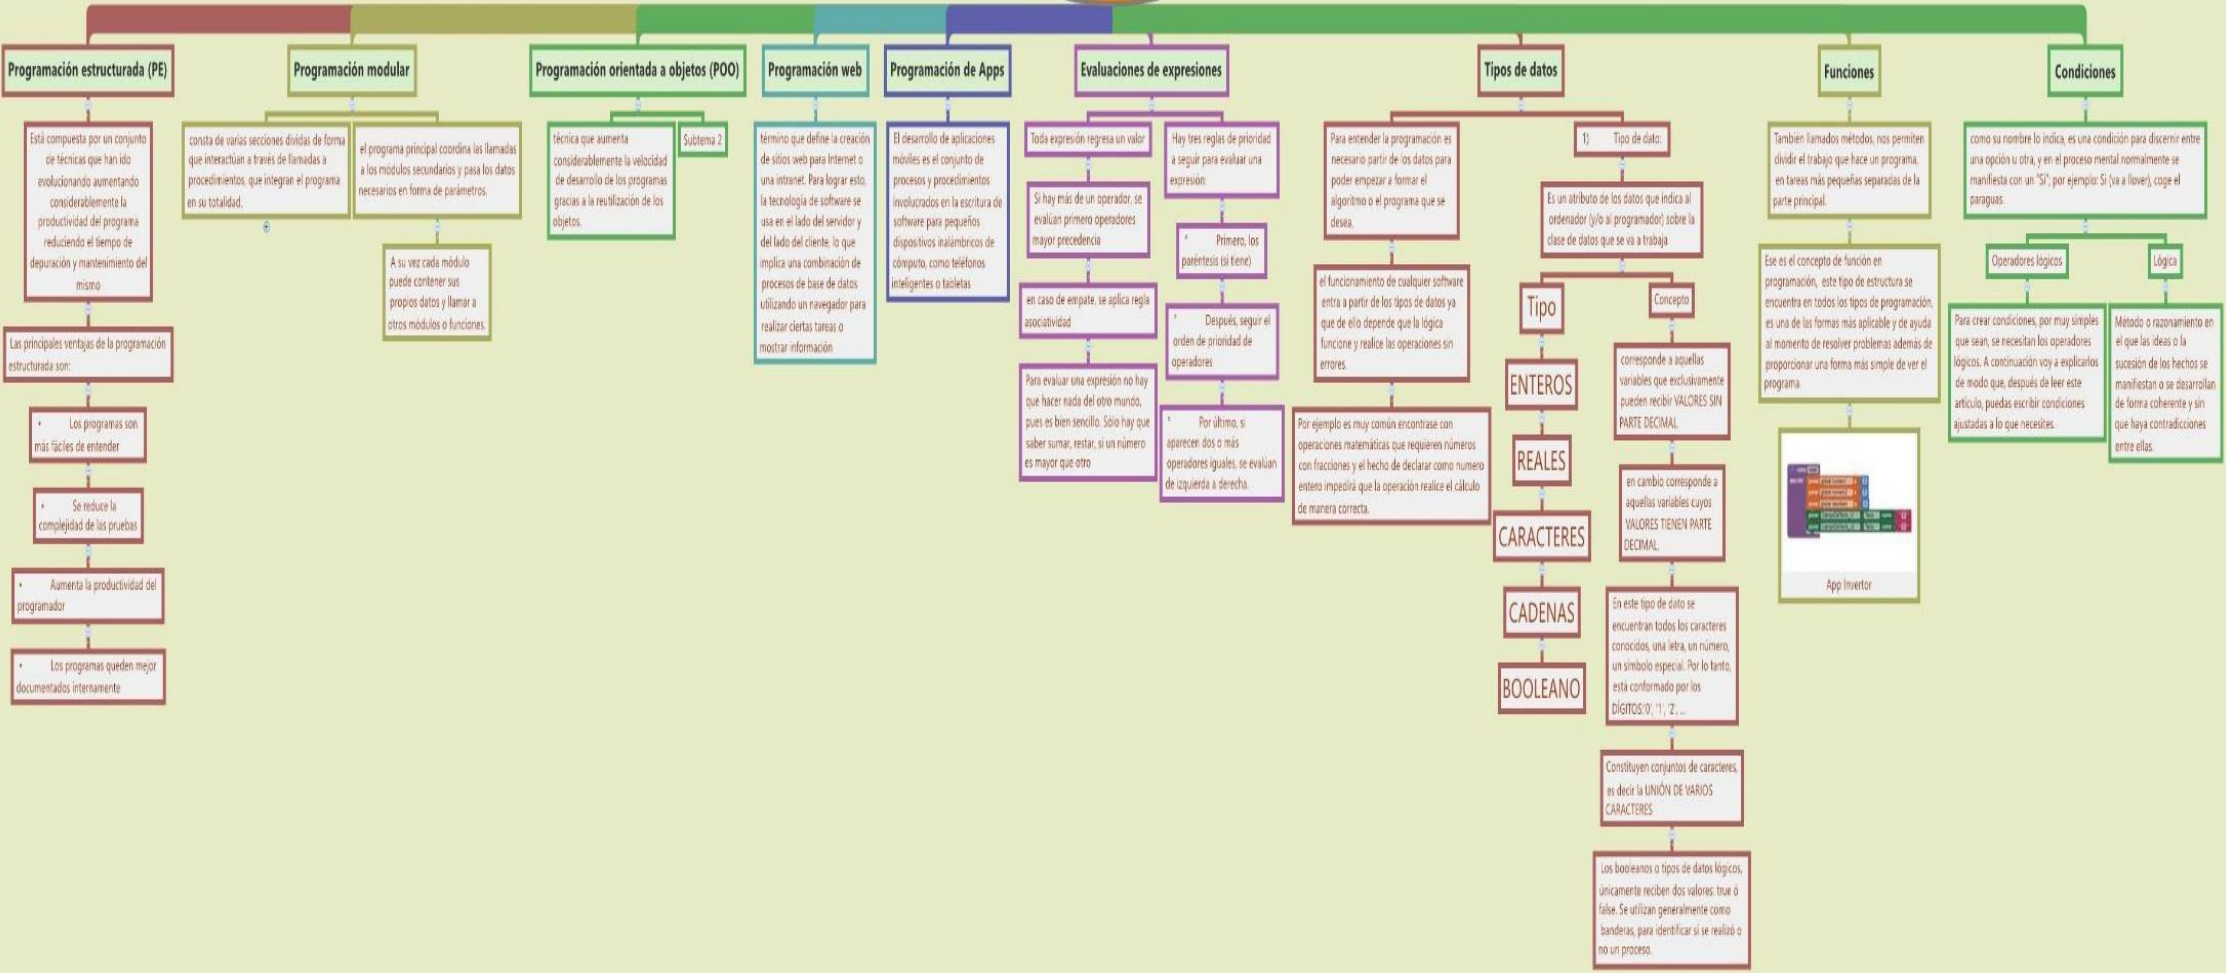 Programación estructurada (PE)
Está compuesta por un conjunto
de técnicas que han ido
evolucionando aumentando
considerablemente la
productividad del programa
reduciendo el tiempo de
depuración y mantenimiento del
mismo
Las principales ventajas de la programación
estructurada son:
• Los programas son
más fáciles de entender
• Se reduce la
complejidad de las pruebas
• Aumenta la productividad del
programador
• Los programas queden mejor
documentados internamente
Programación modular
consta de varias secciones dividas de forma
que interactúan a través de llamadas a
procedimientos, que integran el programa
en su totalidad.
el programa principal coordina las llamadas
a los módulos secundarios y pasa los datos
necesarios en forma de parámetros.
A su vez cada módulo
puede contener sus
propios datos y llamar a
otros módulos o funciones.
Programación orientada a objetos (POO)
técnica que aumenta
considerablemente la velocidad
de desarrollo de los programas
gracias a la reutilización de los
objetos.
Subtema 2
Programación web
término que define la creación
de sitios web para Internet o
una intranet. Para lograr esto,
la tecnología de software se
usa en el lado del servidor y
del lado del cliente, lo que
implica una combinación de
procesos de base de datos
utilizando un navegador para
realizar ciertas tareas o
mostrar información
Programación de Apps
El desarrollo de aplicaciones
móviles es el conjunto de
procesos y procedimientos
involucrados en la escritura de
software para pequeños
dispositivos inalámbricos de
cómputo, como teléfonos
inteligentes o tabletas
Evaluaciones de expresiones
Toda expresión regresa un valor
Si hay más de un operador, se
evalúan primero operadores
mayor precedencia
en caso de empate, se aplica regla
asociatividad
Para evaluar una expresión no hay
que hacer nada del otro mundo,
pues es bien sencillo. Sólo hay que
saber sumar, restar, si un número
es mayor que otro
Hay tres reglas de prioridad
a seguir para evaluar una
expresión:
• Primero, los
paréntesis (si tiene)
• Después, seguir el
orden de prioridad de
operadores
• Por último, si
aparecen dos o más
operadores iguales, se evalúan
de izquierda a derecha.
Tipos de datos
Para entender la programación es
necesario partir de los datos para
poder empezar a formar el
algoritmo o el programa que se
desea,
el funcionamiento de cualquier software
entra a partir de los tipos de datos ya
que de ello depende que la lógica
funcione y realice las operaciones sin
errores.
Por ejemplo es muy común encontrase con
operaciones matemáticas que requieren números
con fracciones y el hecho de declarar como numero
entero impedirá que la operación realice el cálculo
de manera correcta.
1) Tipo de dato:
Es un atributo de los datos que indica al
ordenador (y/o al programador) sobre la
clase de datos que se va a trabaja
Tipo
ENTEROS
REALES
CARACTERES
CADENAS
BOOLEANO
Concepto
corresponde a aquellas
variables que exclusivamente
pueden recibir VALORES SIN
PARTE DECIMAL.
en cambio corresponde a
aquellas variables cuyos
VALORES TIENEN PARTE
DECIMAL.
En este tipo de dato se
encuentran todos los caracteres
conocidos, una letra, un número,
un símbolo especial. Por lo tanto,
está conformado por los
DÍGITOS:'0', '1', '2', ...
Constituyen conjuntos de caracteres,
es decir la UNIÓN DE VARIOS
CARACTERES
Los booleanos o tipos de datos lógicos,
únicamente reciben dos valores: true ó
false. Se utilizan generalmente como
banderas, para identificar si se realizó o
no un proceso.
Funciones
También llamados métodos, nos permiten
dividir el trabajo que hace un programa,
en tareas más pequeñas separadas de la
parte principal.
Ese es el concepto de función en
programación, este tipo de estructura se
encuentra en todos los tipos de programación,
es una de las formas más aplicable y de ayuda
al momento de resolver problemas además de
proporcionar una forma más simple de ver el
programa.
App Invertor
Condiciones
como su nombre lo indica, es una condición para discernir entre
una opción u otra, y en el proceso mental normalmente se
manifiesta con un "Si"; por ejemplo: Si (va a llover), coge el
paraguas.
Operadores lógicos
Para crear condiciones, por muy simples
que sean, se necesitan los operadores
lógicos. A continuación voy a explicarlos
de modo que, después de leer este
artículo, puedas escribir condiciones
ajustadas a lo que necesites.
Lógica
Método o razonamiento en
el que las ideas o la
sucesión de los hechos se
manifiestan o se desarrollan
de forma coherente y sin
que haya contradicciones
entre ellas.